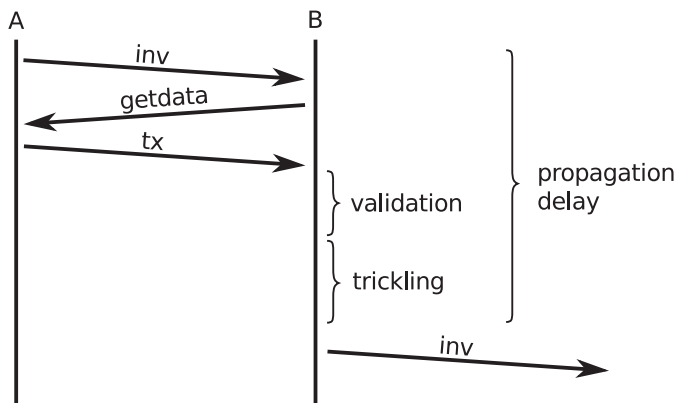 A
B
inv
getdata
tx
validation
trickling
propagation
delay
inv